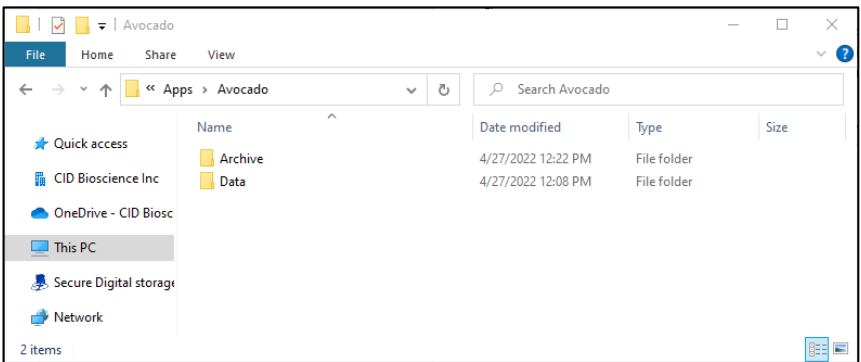 Avocado
File Home Share View
« Apps › Avocado
Search Avocado
Name Date modified Type Size
Quick access
Archive 4/27/2022 12:22 PM File folder
CID Bioscience Inc
Data 4/27/2022 12:08 PM File folder
OneDrive - CID Biosc
This PC
Secure Digital storage
Network
2 items